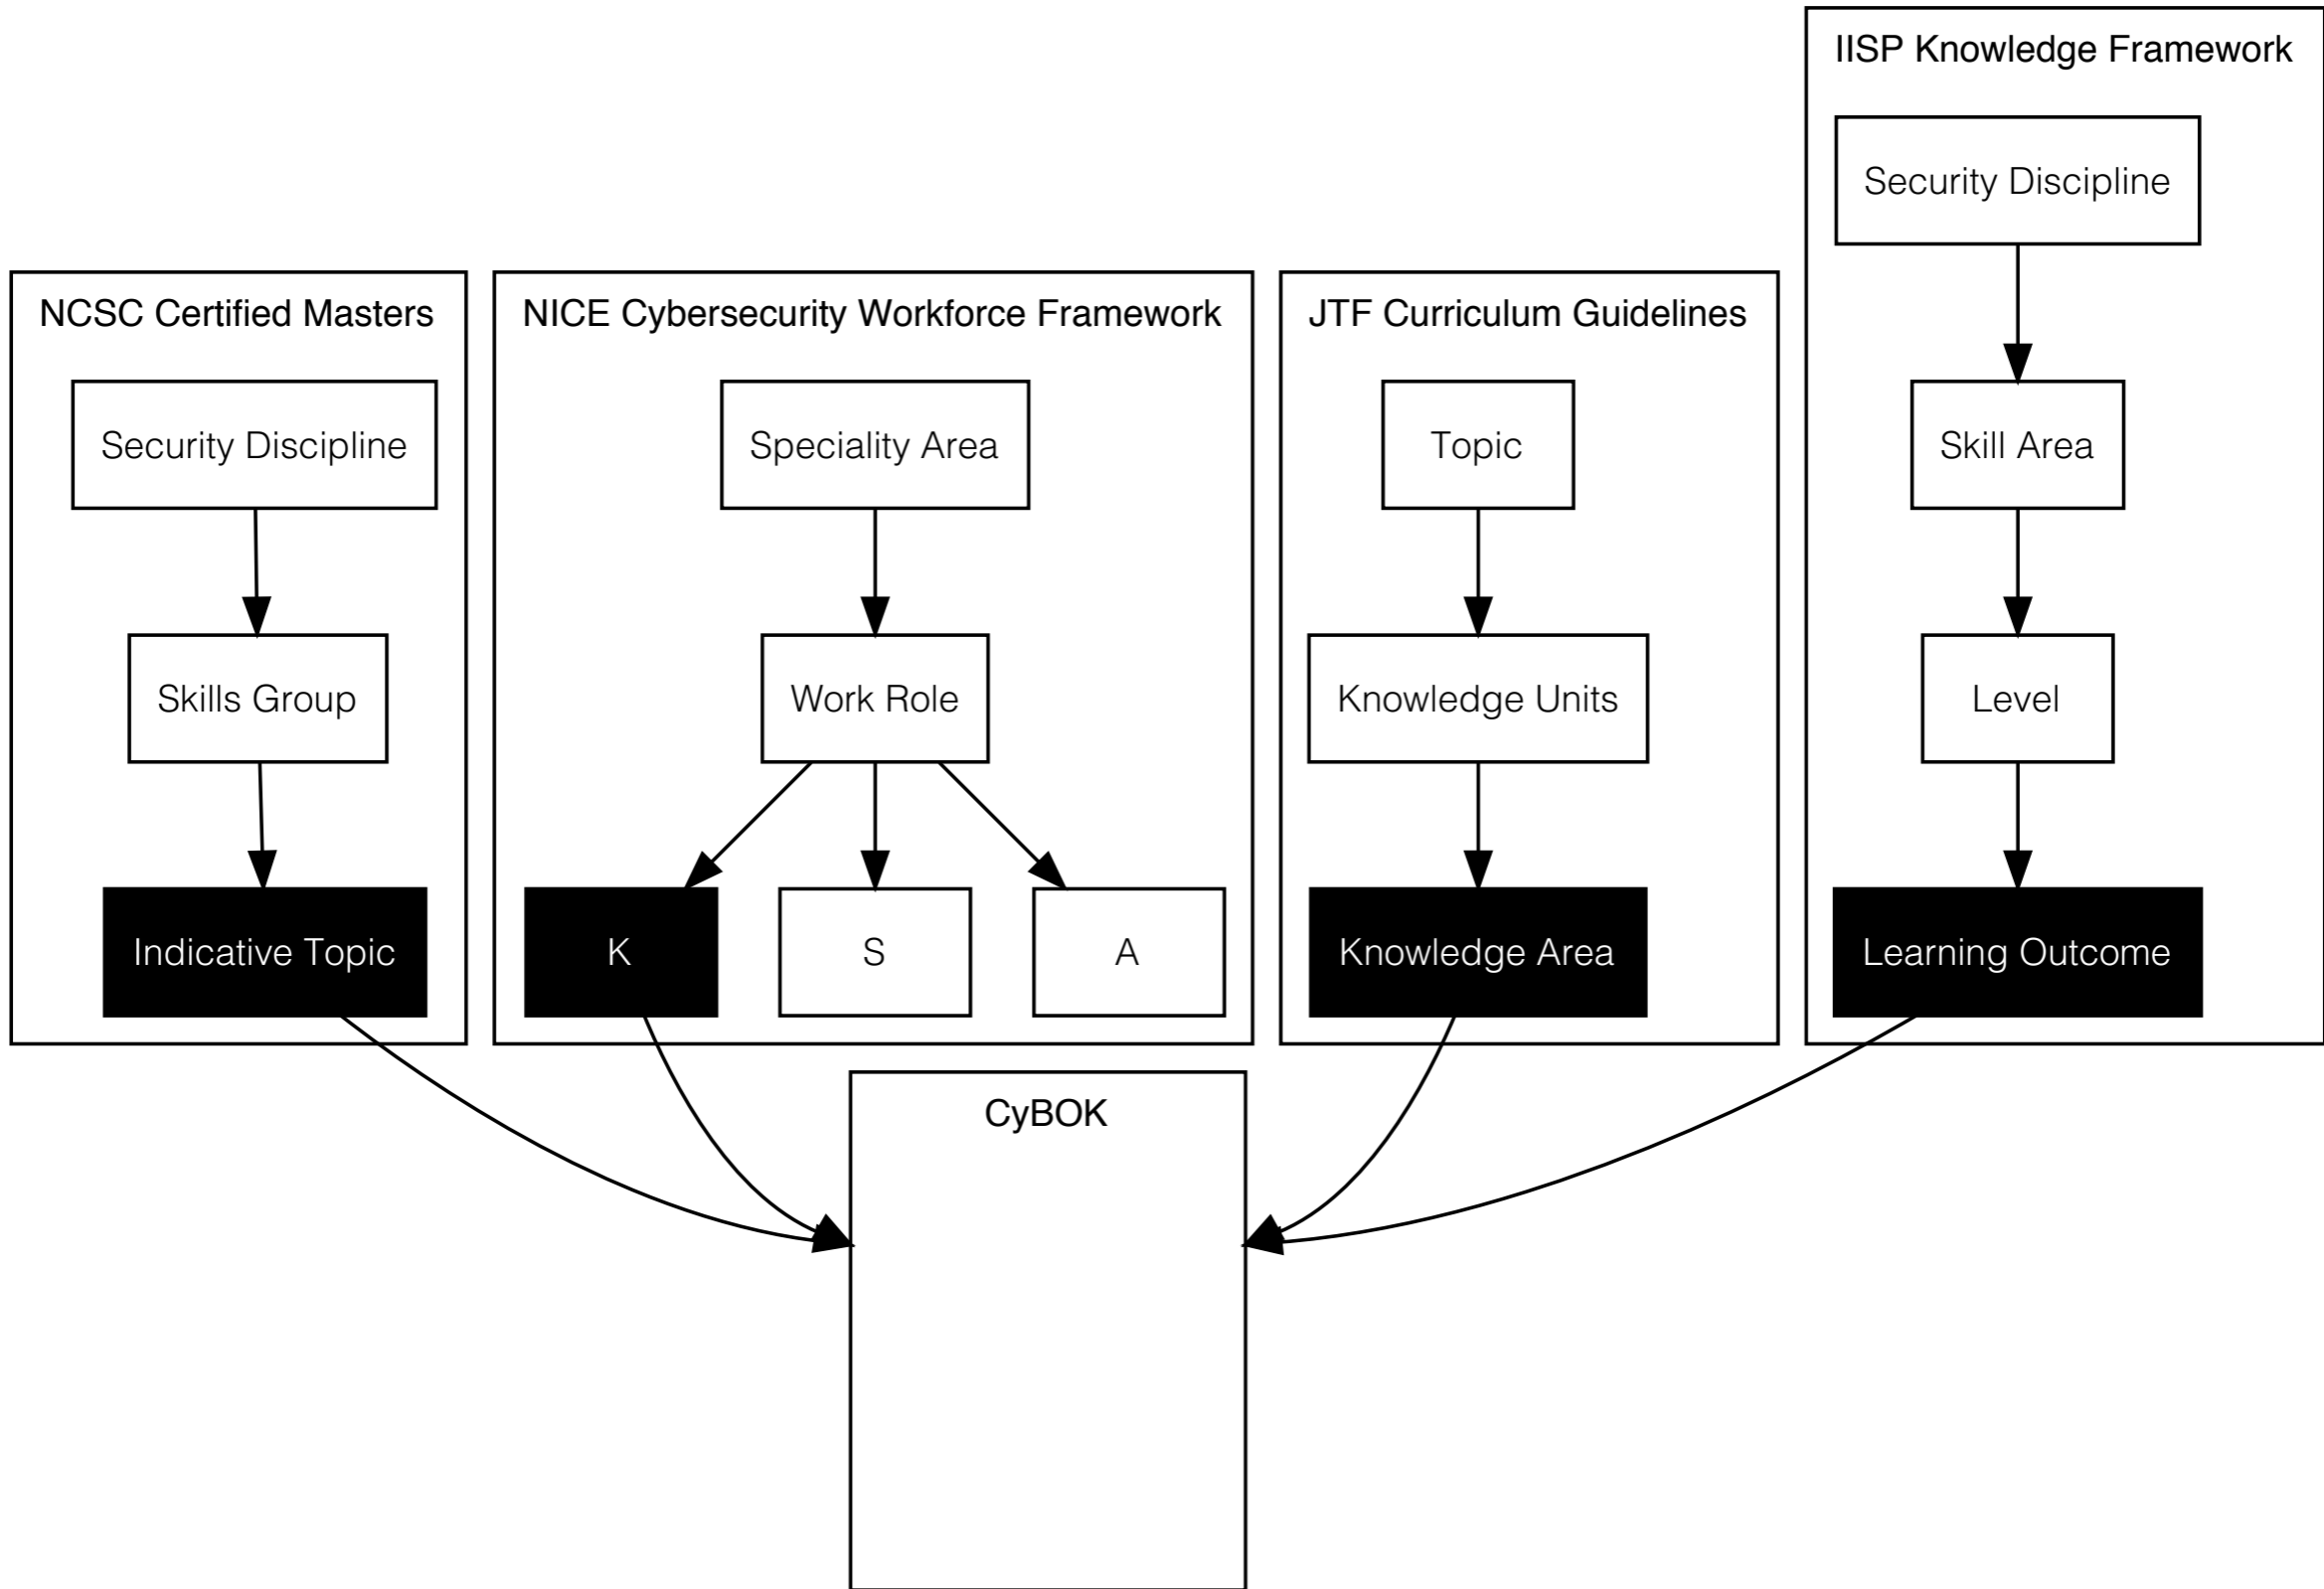 IISP Knowledge Framework
Security Discipline
NCSC Certified Masters
NICE Cybersecurity Workforce Framework
JTF Curriculum Guidelines
Security Discipline
Speciality Area
Topic
Skill Area
Skills Group
Work Role
Knowledge Units
Level
Indicative Topic
K
S
A
Knowledge Area
Learning Outcome
CyBOK